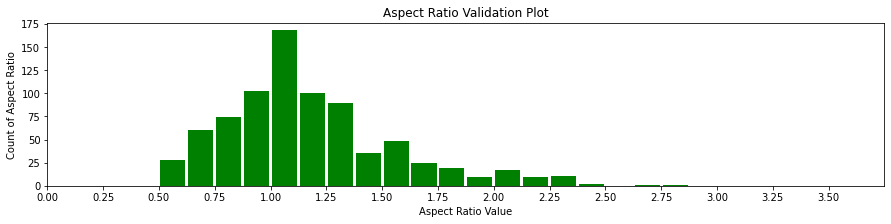 Aspect Ratio Validation Plot
Count of Aspect Ratio
175
150
125
100
75
50
25
0
0.00 0.25 0.50 0.75 1.00 1.25 1.50 1.75 2.00 2.25 2.50 2.75 3.00 3.25 3.50
Aspect Ratio Value